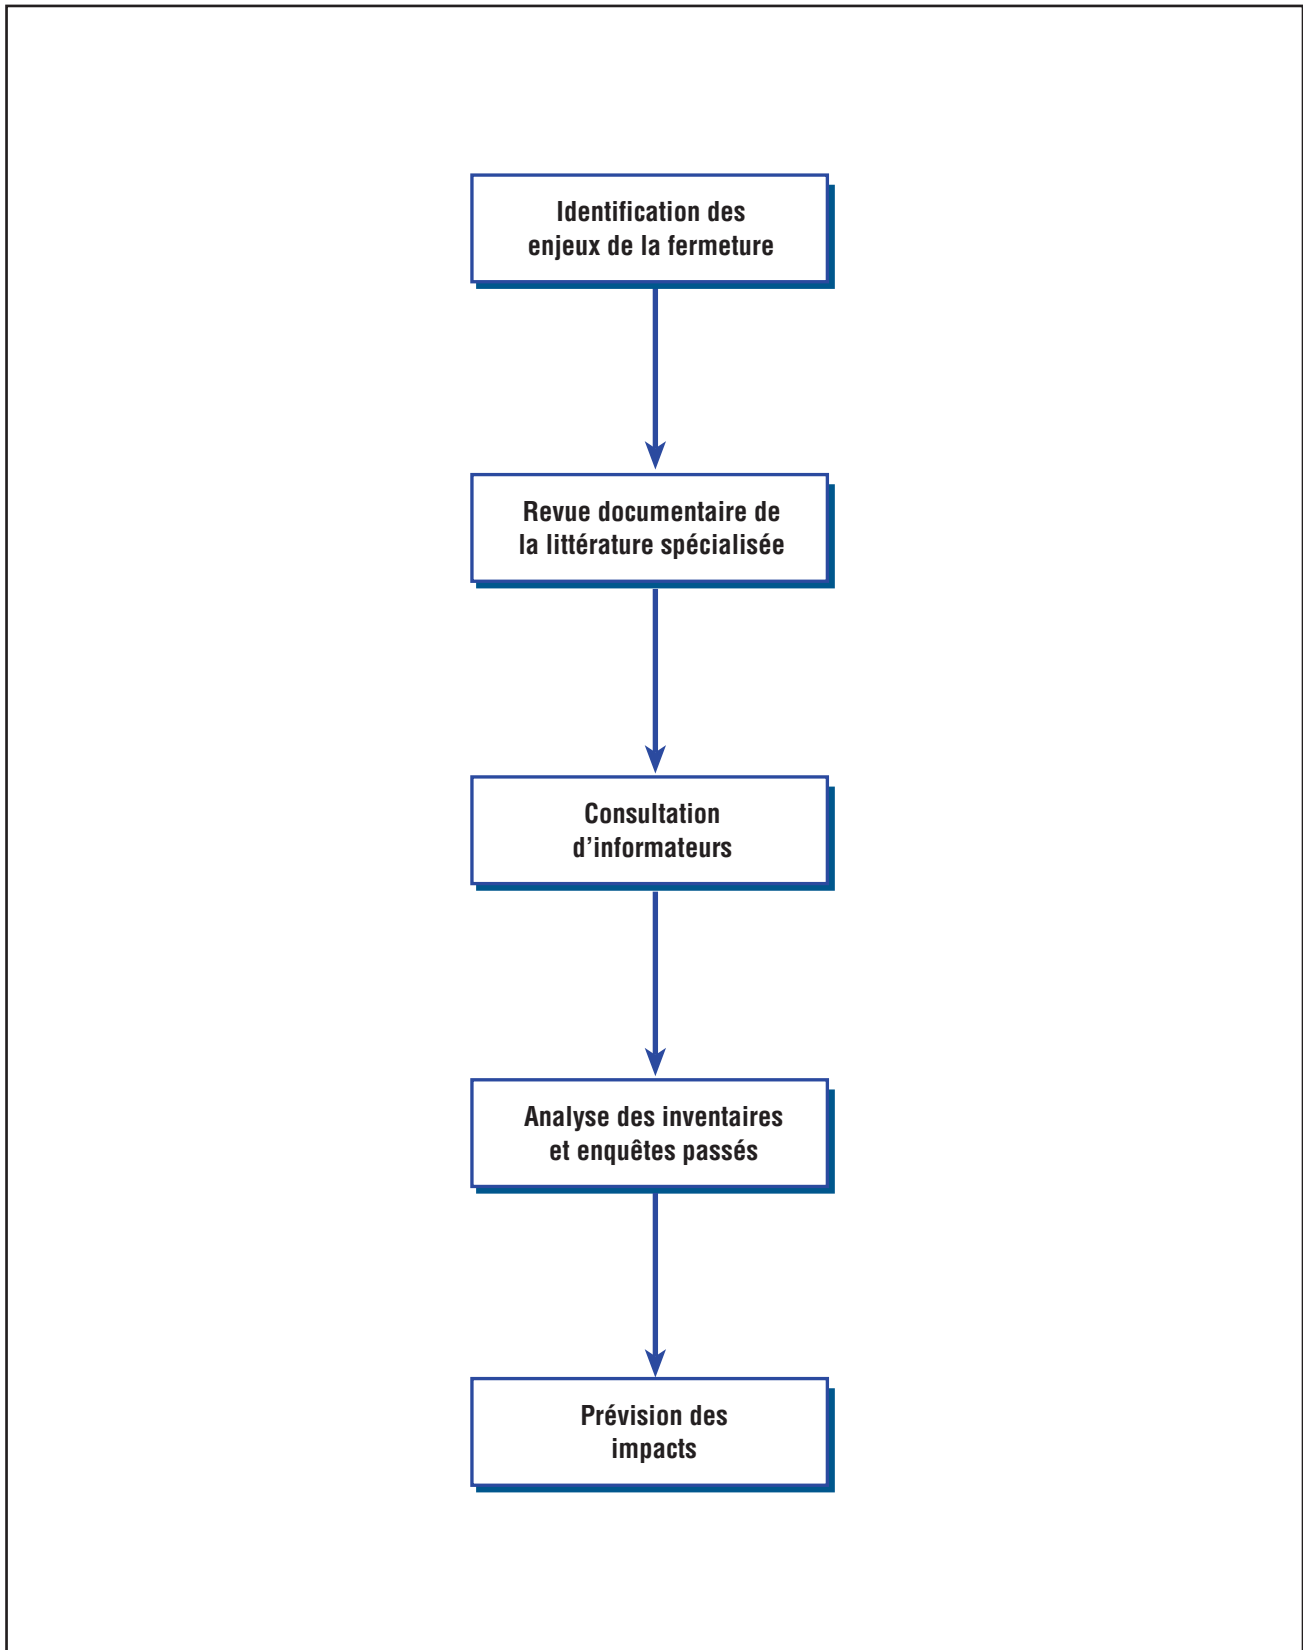 Identification des
enjeux de la fermeture
Revue documentaire de
la littérature spécialisée
Consultation
d’informateurs
Analyse des inventaires
et enquêtes passés
Prévision des
impacts